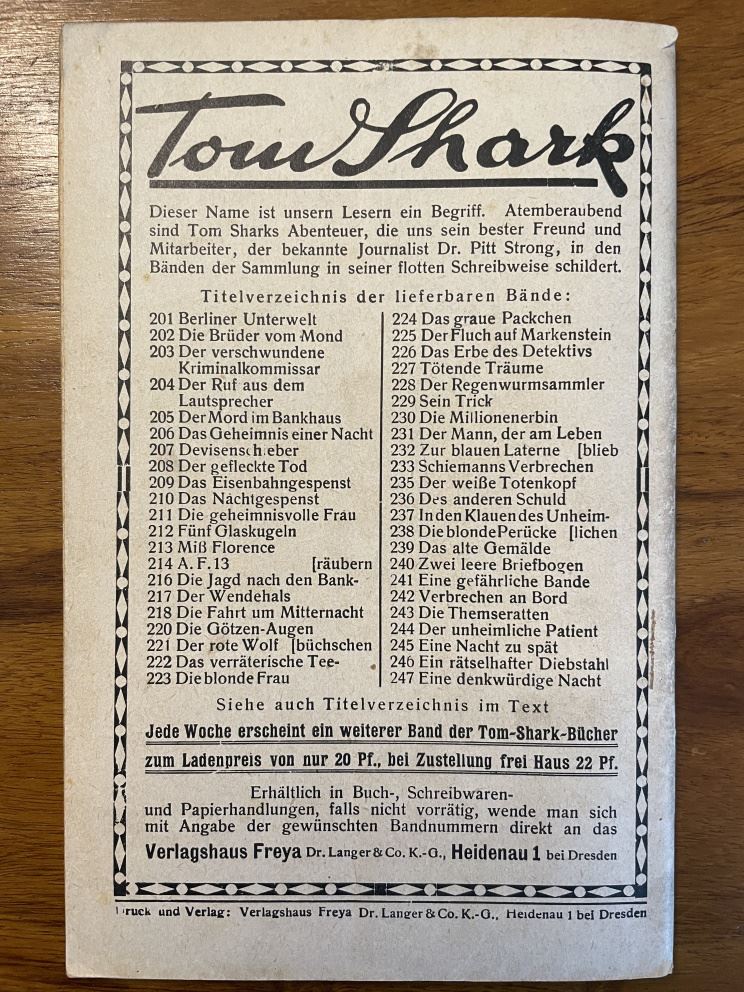 Tom Shark
Dieser Name ist unsern Lesern ein Begriff. Atemberaubend
sind Tom Sharks Abenteuer, die uns sein bester Freund und
Mitarbeiter, der bekannte Journalist Dr. Pitt Strong, in den
Bänden der Sammlung in seiner flotten Schreibweise schildert.
Titelverzeichnis der lieferbaren Bände:
201 Berliner Unterwelt
202 Die Brüder vom Mond
203 Der verschwundene
Kriminalkommissar
204 Der Ruf aus dem
Lautsprecher
205 Der Mord im Bankhaus
206 Das Geheimnis einer Nacht
207 Devisenschieber
208 Der gefleckte Tod
209 Das Eisenbahngespenst
210 Das Nachtgespenst
211 Die geheimnisvolle Frau
212 Fünf Glaskugeln
213 Miß Florence
214 A. F. 13 [räubern
216 Die Jagd nach den Bank-
217 Der Wendehals
218 Die Fahrt um Mitternacht
220 Die Götzen-Augen
221 Der rote Wolf [büchschen
222 Das verräterische Tee-
223 Die blonde Frau
224 Das graue Päckchen
225 Der Fluch auf Markenstein
226 Das Erbe des Detektivs
227 Tötende Träume
228 Der Regenwurmsammler
229 Sein Trick
230 Die Millionenerbin
231 Der Mann, der am Leben
232 Zur blauen Laterne [blieb
233 Schiemanns Verbrechen
235 Der weiße Totenkopf
236 Des anderen Schuld
237 In den Klauen des Unheim-
238 Die blonde Perücke [lichen
239 Das alte Gemälde
240 Zwei leere Briefbogen
241 Eine gefährliche Bande
242 Verbrechen an Bord
243 Die Themseratten
244 Der unheimliche Patient
245 Eine Nacht zu spät
246 Ein rätselhafter Diebstahl
247 Eine denkwürdige Nacht
Siehe auch Titelverzeichnis im Text
Jede Woche erscheint ein weiterer Band der Tom-Shark-Bücher
zum Ladenpreis von nur 20 Pf., bei Zustellung frei Haus 22 Pf.
Erhältlich in Buch-, Schreibwaren-
und Papierhandlungen, falls nicht vorrätig, wende man sich
mit Angabe der gewünschten Bandnummern direkt an das
Verlagshaus Freya Dr. Langer & Co. K.-G., Heidenau 1 bei Dresden
Druck und Verlag: Verlagshaus Freya Dr. Langer & Co. K.-G., Heidenau 1 bei Dresden